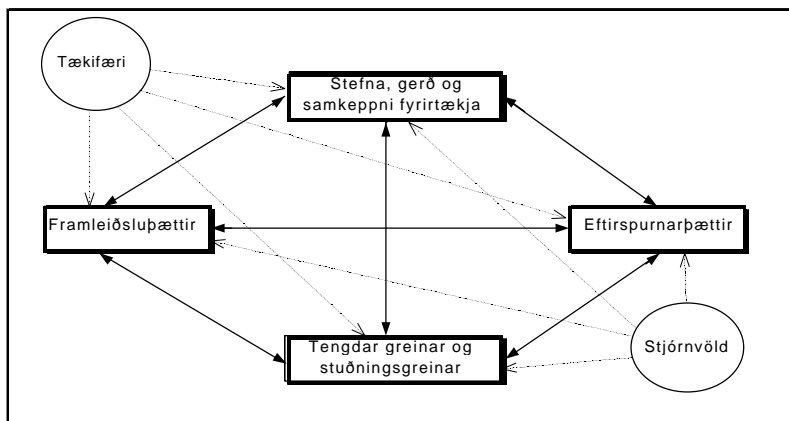 Tækifæri
Stefna, gerð og
samkeppni fyrirtækja
Framleiðsluþættir
Eftirspurnarþættir
Tengdar greinar og
stuðningsgreinar
Stjórnvöld